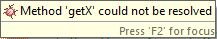 Method 'getX' could not be resolved
Press 'F2' for focus